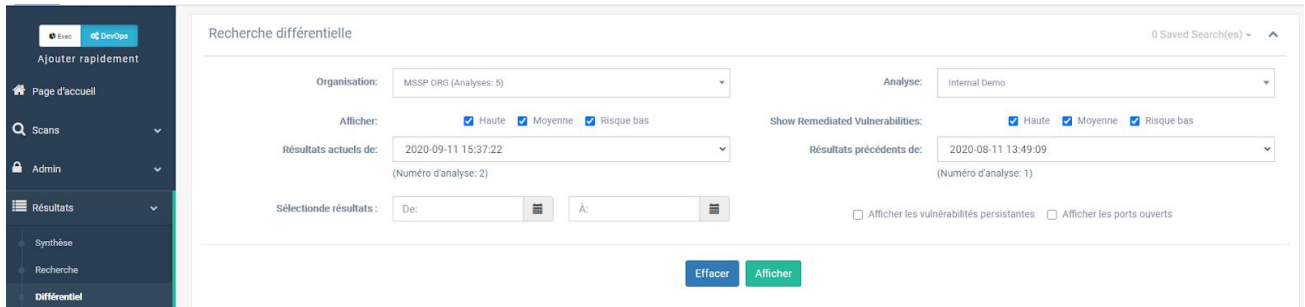 Exec DevOps
Ajouter rapidement
Page d'accueil
Scans
Admin
Résultats
Synthèse
Recherche
Différentiel
Recherche différentielle
0 Saved Search(es)
Organisation: MSSP ORG (Analyses: 5)
Analyse: Internal Demo
Afficher: Haute Moyenne Risque bas
Show Remediated Vulnerabilities: Haute Moyenne Risque bas
Résultats actuels de: 2020-09-11 15:37:22
(Numéro d'analyse: 2)
Résultats précédents de: 2020-08-11 13:49:09
(Numéro d'analyse: 1)
Sélectionde résultats : De: À:
Afficher les vulnérabilités persistantes Afficher les ports ouverts
Effacer Afficher